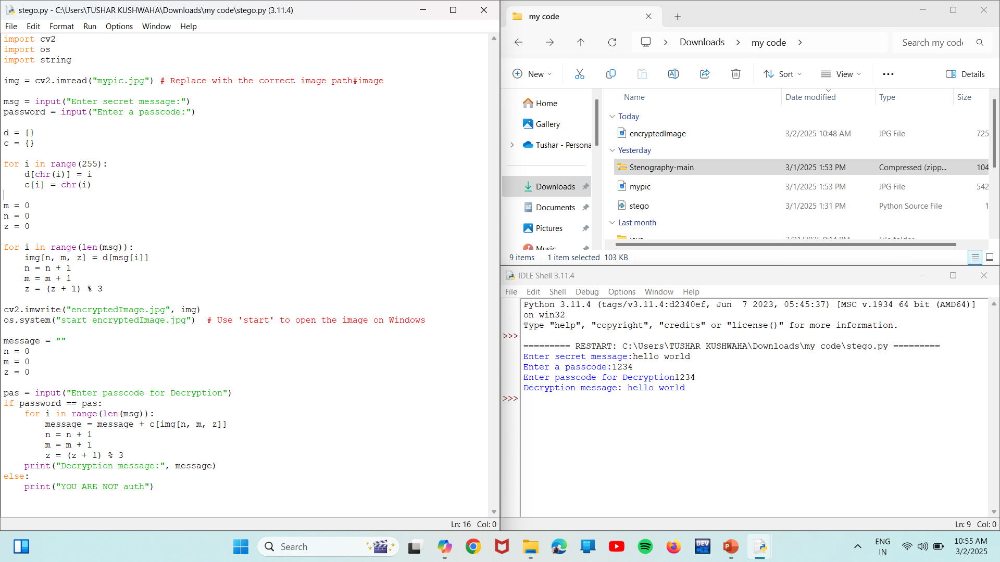 stego.py - C:\Users\TUSHAR KUSHWAHA\Downloads\my code\stego.py (3.11.4)
File Edit Format Run Options Window Help
import cv2
import os
import string
img = cv2.imread("mypic.jpg") # Replace with the correct image path#image
msg = input("Enter secret message:")
password = input("Enter a passcode:")
d = {}
c = {}
for i in range(255):
    d[chr(i)] = i
    c[i] = chr(i)
m = 0
n = 0
z = 0
for i in range(len(msg)):
    img[n, m, z] = d[msg[i]]
    n = n + 1
    m = m + 1
    z = (z + 1) % 3
cv2.imwrite("encryptedImage.jpg", img)
os.system("start encryptedImage.jpg")  # Use 'start' to open the image on Windows
message = ""
n = 0
m = 0
z = 0
pas = input("Enter passcode for Decryption")
if password == pas:
    for i in range(len(msg)):
        message = message + c[img[n, m, z]]
        n = n + 1
        m = m + 1
        z = (z + 1) % 3
    print("Decryption message:", message)
else:
    print("YOU ARE NOT auth")
Ln: 16 Col: 0
my code
Downloads my code Search my code
New Sort View Details
Home
Gallery
Tushar - Persona
Downloads
Documents
Pictures
Music
Name Date modified Type Size
Today
encryptedImage 3/2/2025 10:48 AM JPG File 725
Yesterday
Stenography-main 3/1/2025 1:53 PM Compressed (zipp... 104
mypic 3/1/2025 1:53 PM JPG File 542
stego 3/1/2025 1:31 PM Python Source File 1
Last month
9 items 1 item selected 103 KB
IDLE Shell 3.11.4
File Edit Shell Debug Options Window Help
Python 3.11.4 (tags/v3.11.4:d2340ef, Jun  7 2023, 05:45:37) [MSC v.1934 64 bit (AMD64)]
on win32
Type "help", "copyright", "credits" or "license()" for more information.
>>>
========= RESTART: C:\Users\TUSHAR KUSHWAHA\Downloads\my code\stego.py =========
Enter secret message:hello world
Enter a passcode:1234
Enter passcode for Decryption1234
Decryption message: hello world
>>>
Ln: 9 Col: 0
Search
DEV C++
ENG
IN
10:55 AM
3/2/2025